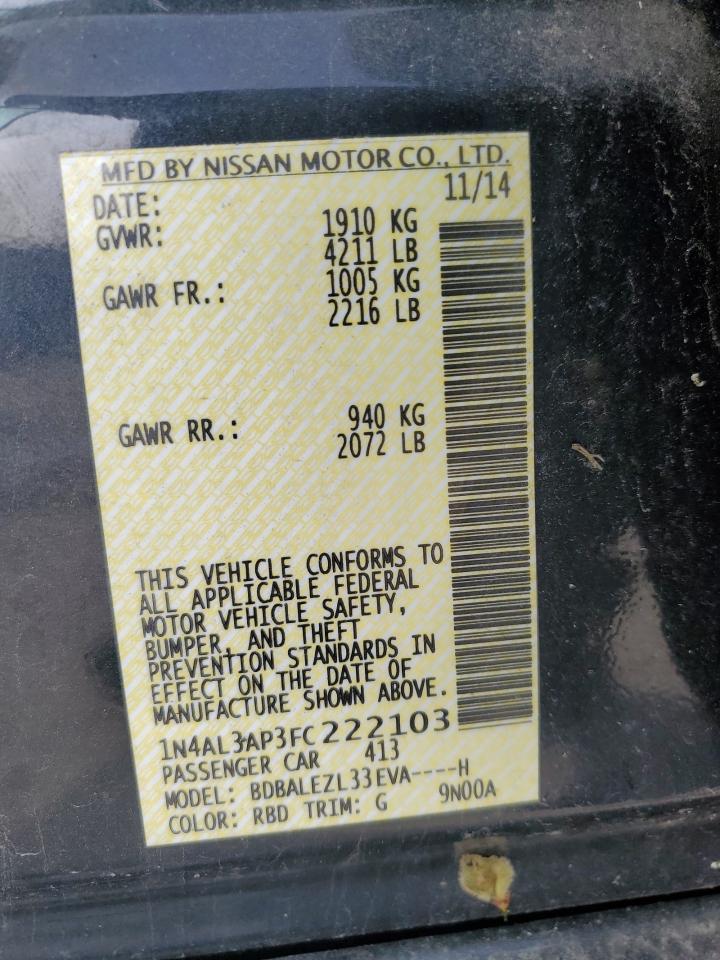 MFD BY NISSAN MOTOR CO., LTD.
DATE: 11/14
GVWR: 1910 KG
4211 LB
GAWR FR.: 1005 KG
2216 LB
GAWR RR.: 940 KG
2072 LB
THIS VEHICLE CONFORMS TO
ALL APPLICABLE FEDERAL
MOTOR VEHICLE SAFETY,
BUMPER, AND THEFT
PREVENTION STANDARDS IN
EFFECT ON THE DATE OF
MANUFACTURE SHOWN ABOVE.
1N4AL3AP3FC222103
PASSENGER CAR 413
MODEL: BDBALEZL33EVA----H
COLOR: RBD TRIM: G 9N00A